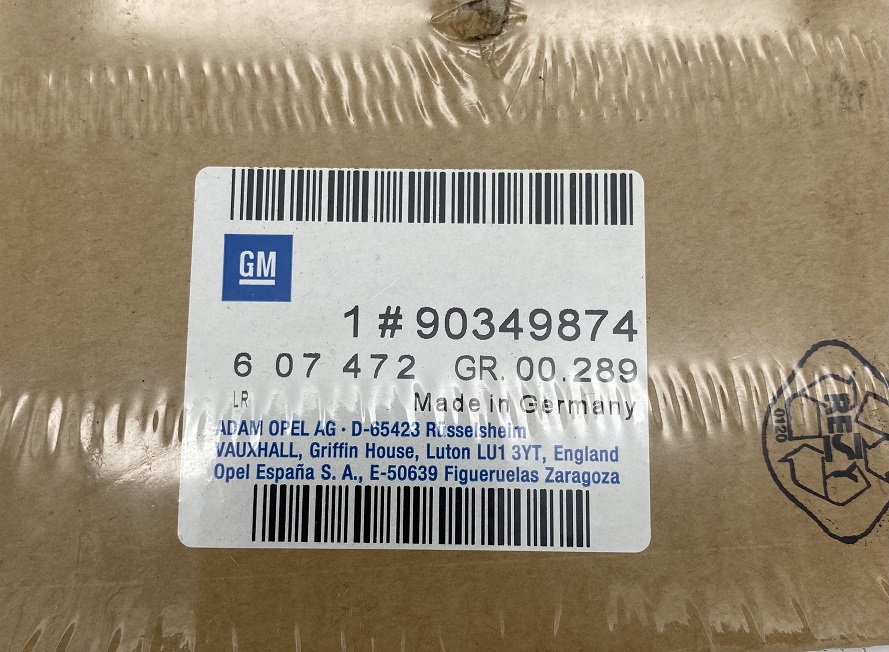 GM
1 # 90349874
6 07 472 GR. 00.289
LR
Made in Germany
ADAM OPEL AG · D-65423 Rüsselsheim
VAUXHALL, Griffin House, Luton LU1 3YT, England
Opel España S. A., E-50639 Figueruelas Zaragoza
RESY
0120